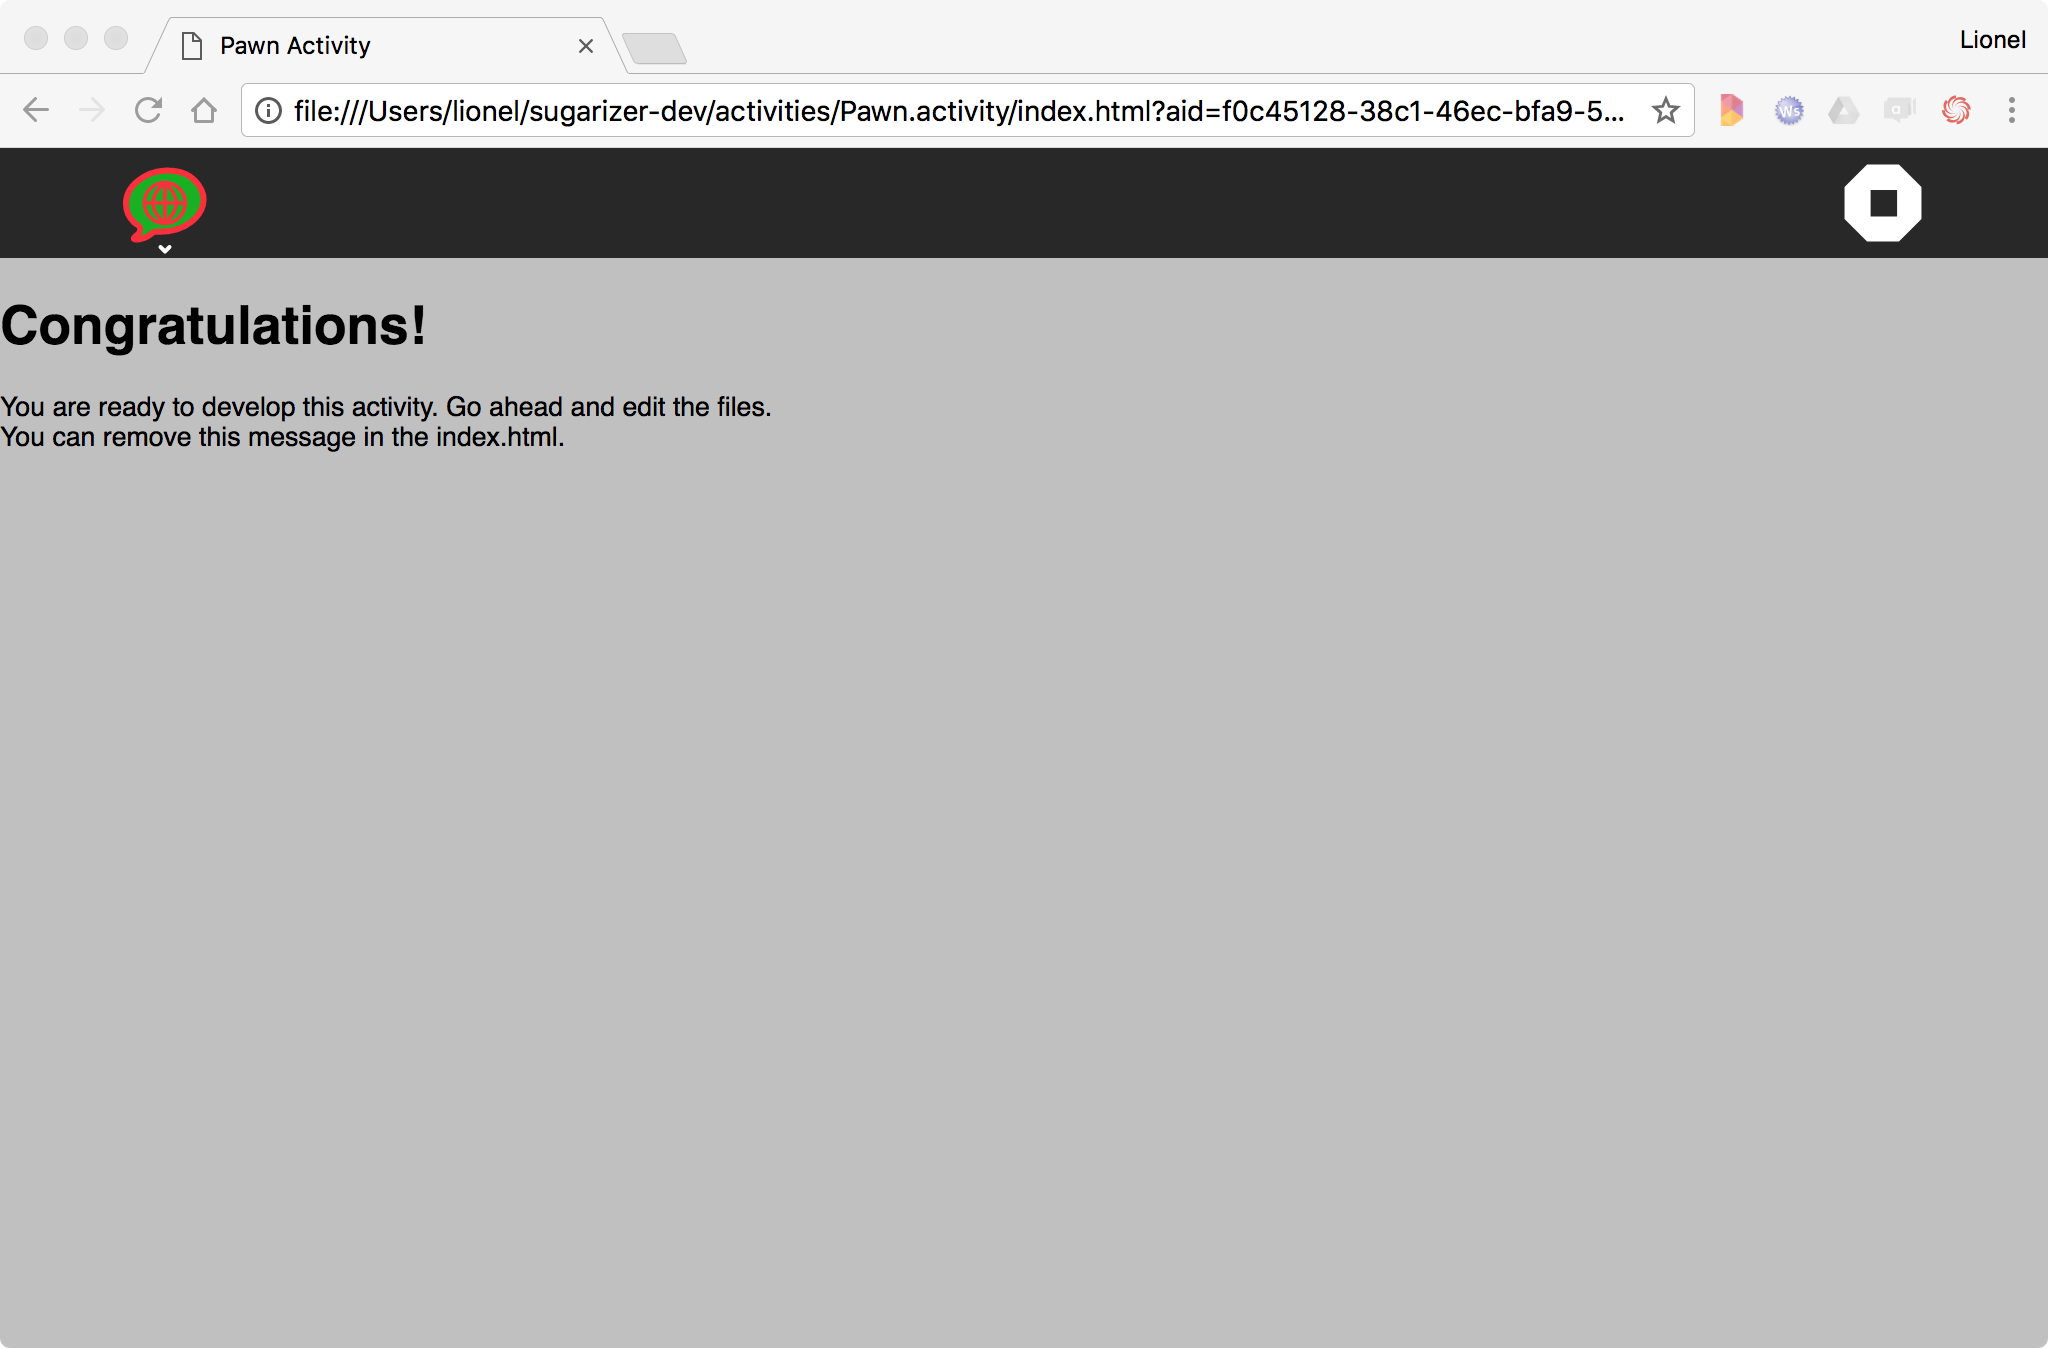 Pawn Activity
Lionel
file:///Users/lionel/sugarizer-dev/activities/Pawn.activity/index.html?aid=f0c45128-38c1-46ec-bfa9-5...
Ws
a
Congratulations!
You are ready to develop this activity. Go ahead and edit the files.
You can remove this message in the index.html.